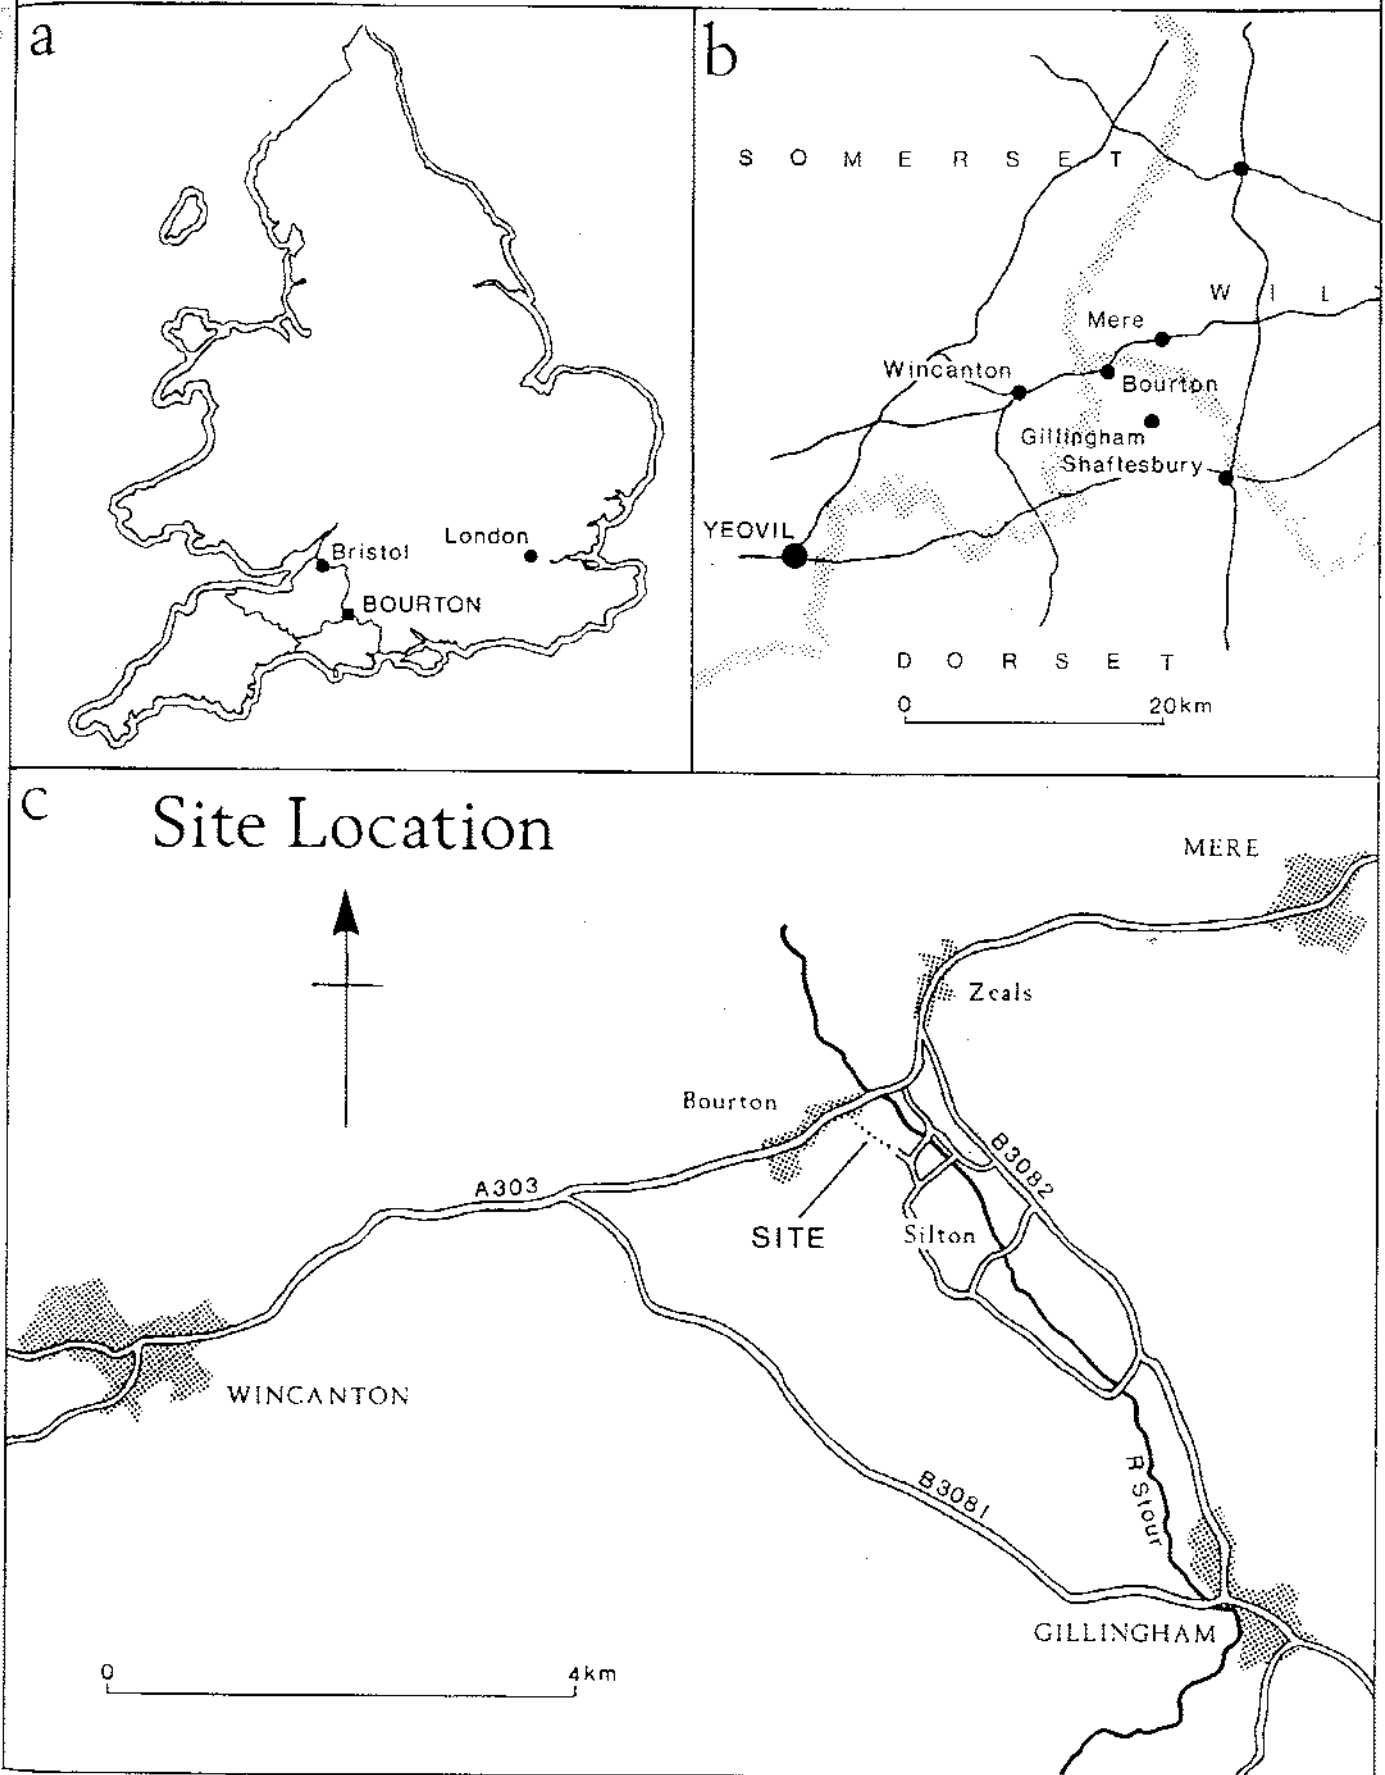 a
London
Bristol
BOURTON
b
S O M E R S E T
W I L
Mere
Wincanton
Bourton
Gillingham
Shaftesbury
YEOVIL
D O R S E T
0 20km
C
Site Location
MERE
Zeals
Bourton
B3082
A303
SITE
Silton
WINCANTON
B3081
R Stour
GILLINGHAM
0 4km